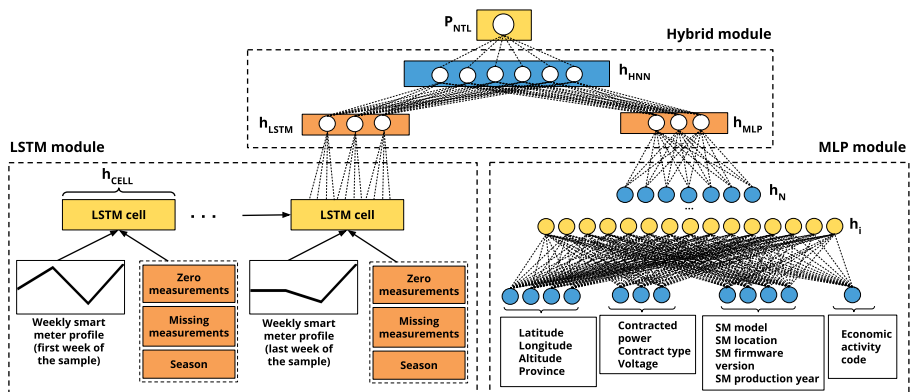 P_NTL
Hybrid module
h_HNN
h_LSTM
h_MLP
LSTM module
MLP module
h_CELL
h_N
...
LSTM cell
. . .
LSTM cell
h_i
Zero
measurements
Missing
measurements
Season
Zero
measurements
Missing
measurements
Season
Weekly smart
meter profile
(first week of
the sample)
Weekly smart
meter profile
(last week of
the sample)
Latitude
Longitude
Altitude
Province
Contracted
power
Contract type
Voltage
SM model
SM location
SM firmware
version
SM production year
Economic
activity
code